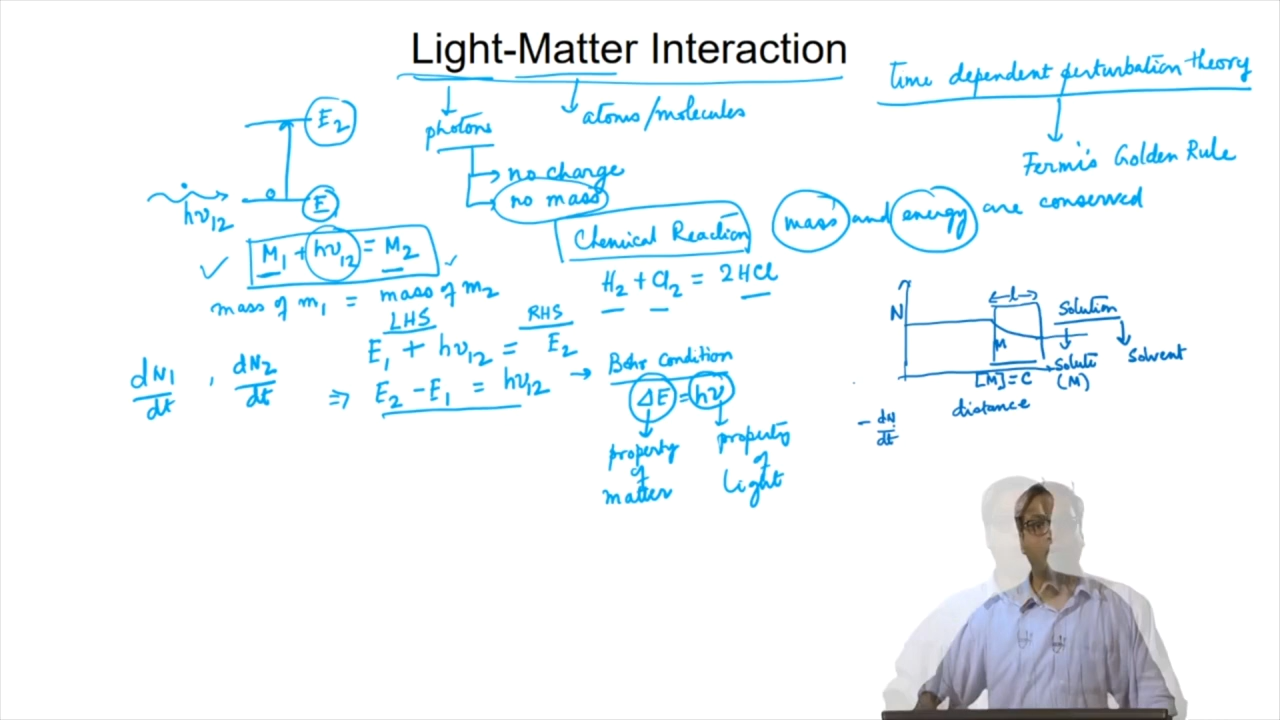 Light-Matter Interaction
Time dependent perturbation theory
Fermi's Golden Rule
photons
atoms/molecules
no charge
no mass
E2
E
hν12
M1 + hν12 = M2
mass of m1 = mass of m2
Chemical Reaction
mass and energy are conserved
H2 + Cl2 = 2HCl
LHS
RHS
E1 + hν12 = E2
dN1/dt , dN2/dt
⇒ E2 - E1 = hν12 →
Bohr Condition
ΔE = hν
property
of
matter
property
of
light
N
l
M
Solution
Solute
(M)
Solvent
[M] = C
distance
- dN/dt